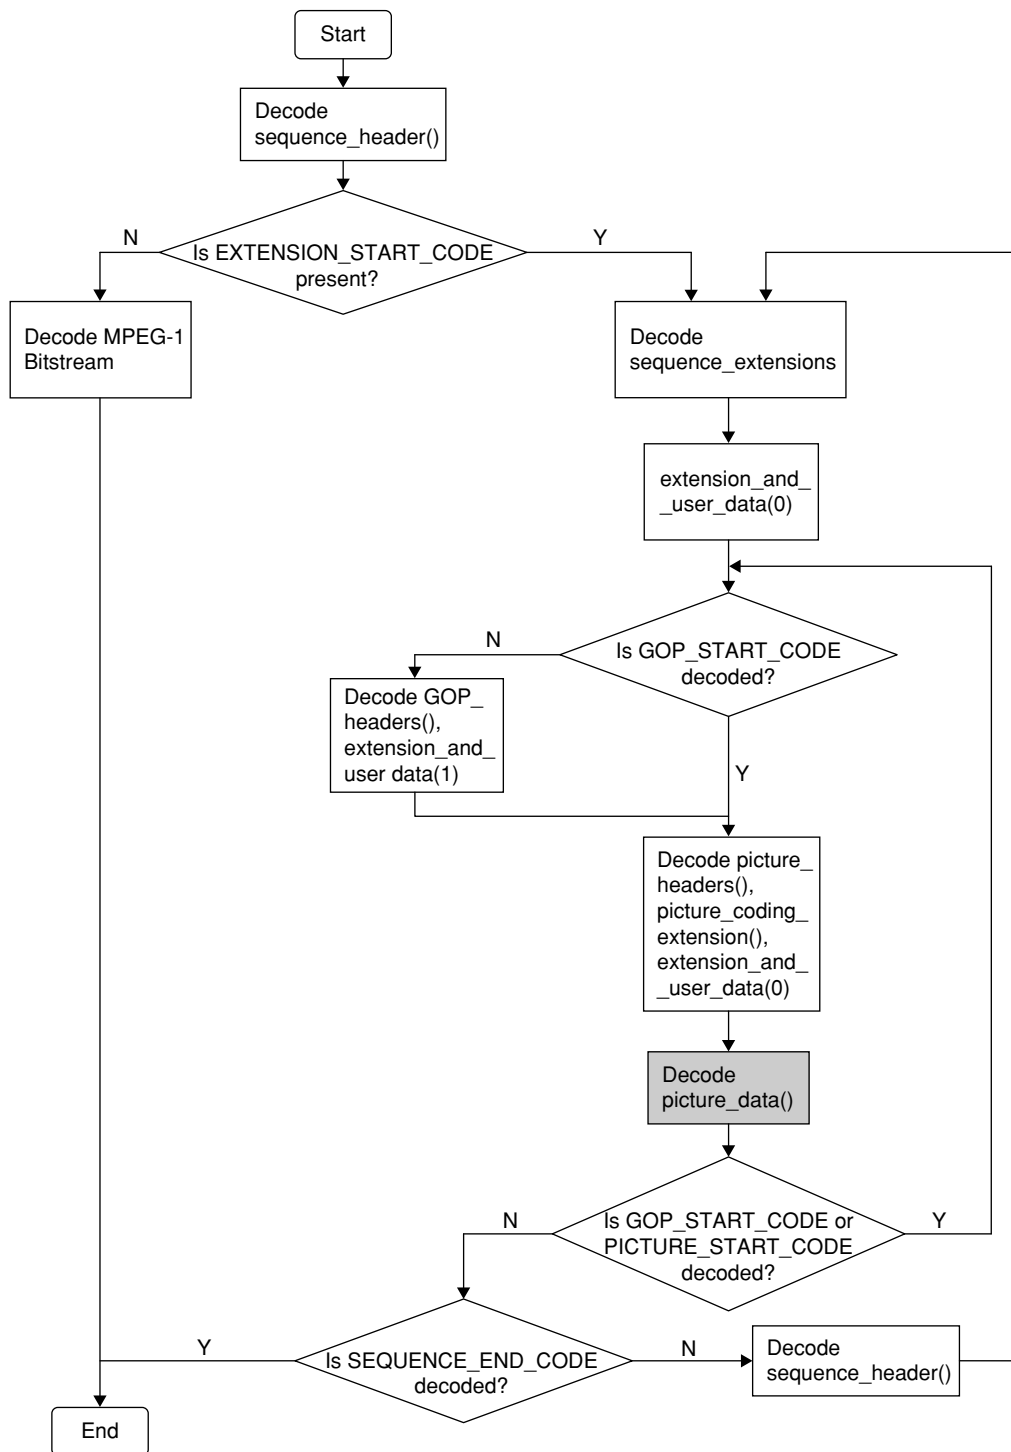 Start
Decode
sequence_header()
N
Y
Is EXTENSION_START_CODE
present?
Decode MPEG-1
Bitstream
Decode
sequence_extensions
extension_and_
_user_data(0)
N
Is GOP_START_CODE
decoded?
Decode GOP_
headers(),
extension_and_
user data(1)
Y
Decode picture_
headers(),
picture_coding_
extension(),
extension_and_
_user_data(0)
Decode
picture_data()
N
Is GOP_START_CODE or
PICTURE_START_CODE
decoded?
Y
Y
Is SEQUENCE_END_CODE
decoded?
N
Decode
sequence_header()
End